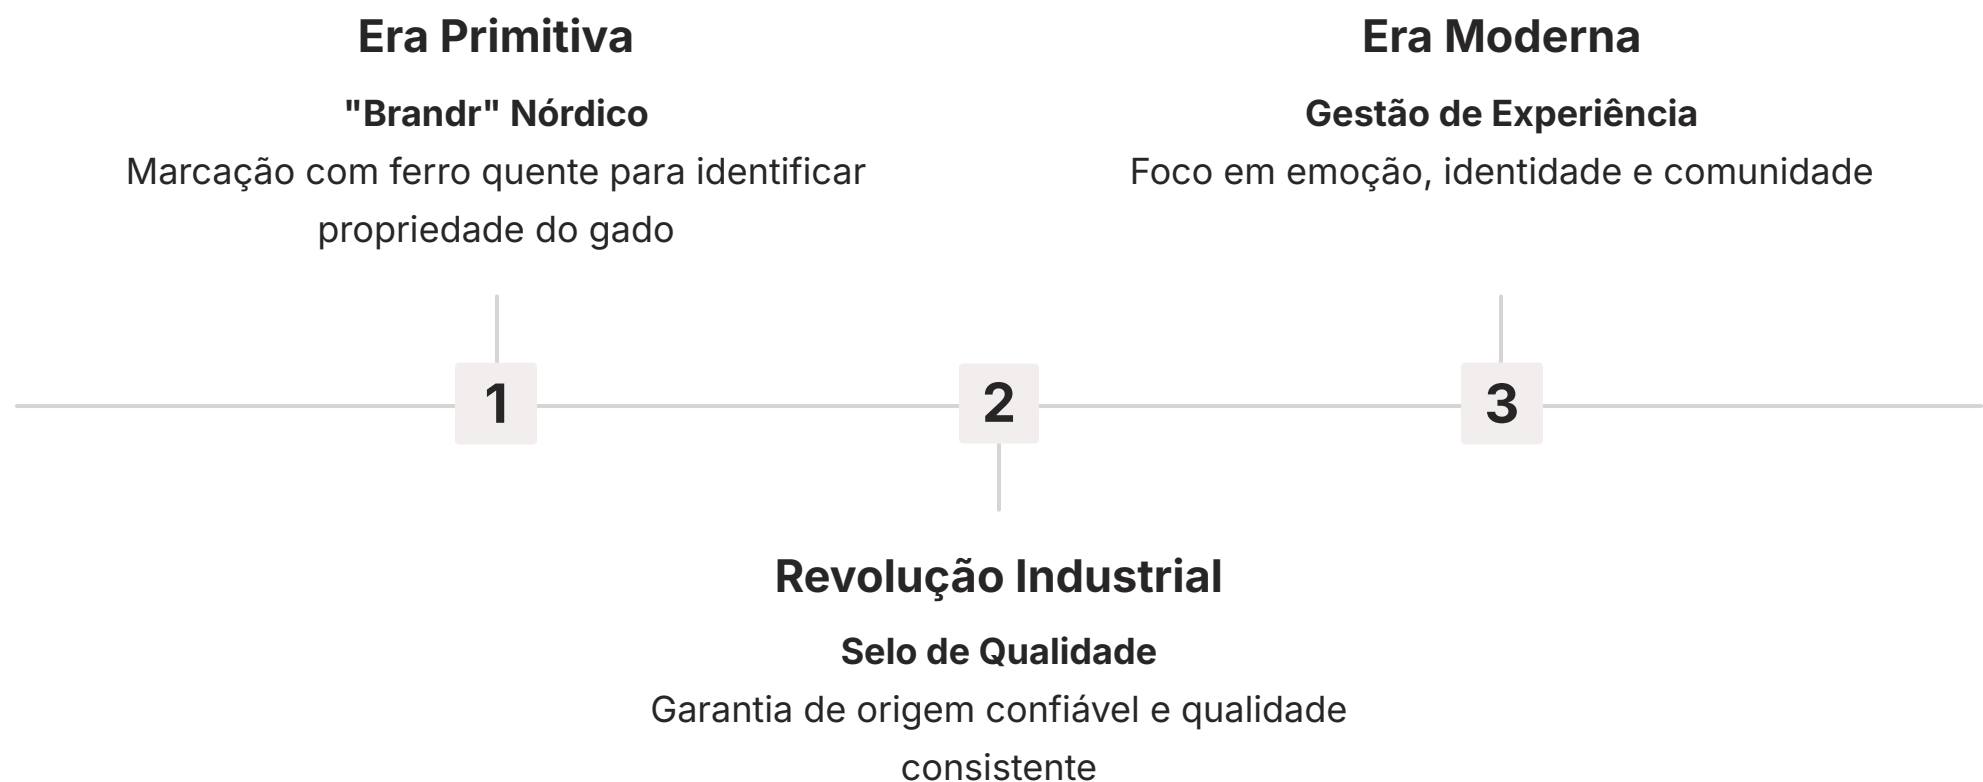 Era Primitiva
"Brandr" Nórdico
Marcação com ferro quente para identificar
propriedade do gado
Era Moderna
Gestão de Experiência
Foco em emoção, identidade e comunidade
1
2
3
Revolução Industrial
Selo de Qualidade
Garantia de origem confiável e qualidade
consistente